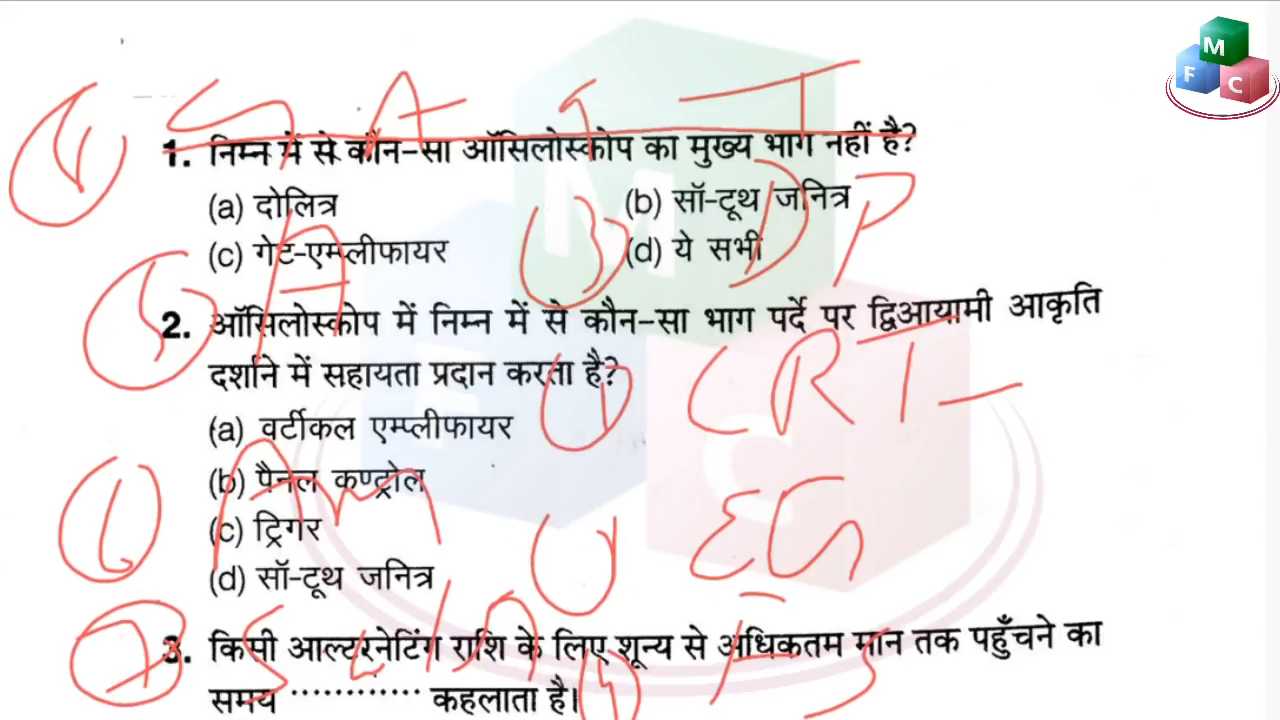 M
F
C
1. निम्न में से कौन-सा ऑसिलोस्कोप का मुख्य भाग नहीं है?
(a) दोलित्र (b) सॉ-टूथ जनित्र
(c) गेट-एम्प्लीफायर (d) ये सभी
2. ऑसिलोस्कोप में निम्न में से कौन-सा भाग पर्दे पर द्विआयामी आकृति
दर्शाने में सहायता प्रदान करता है?
(a) वर्टीकल एम्प्लीफायर
(b) पैनल कण्ट्रोल
(c) ट्रिगर
(d) सॉ-टूथ जनित्र
3. किसी आल्टरनेटिंग राशि के लिए शून्य से अधिकतम मान तक पहुँचने का
समय ............. कहलाता है।
CRT
DP
EG